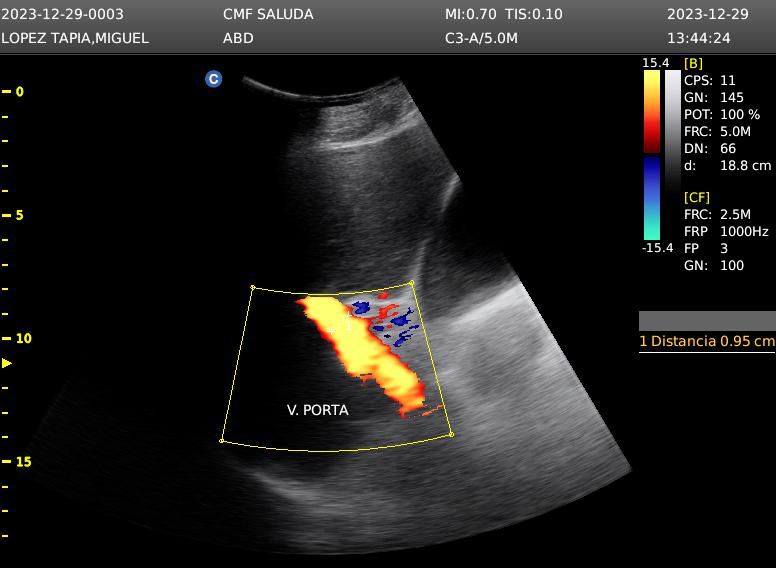 2023-12-29-0003 CMF SALUDA MI:0.70 TIS:0.10 2023-12-29
LOPEZ TAPIA,MIGUEL ABD C3-A/5.0M 13:44:24
C
15.4 [B]
CPS: 11
GN: 145
POT: 100 %
FRC: 5.0M
DN: 66
d: 18.8 cm
[CF]
FRC: 2.5M
FRP 1000Hz
-15.4 FP 3
GN: 100
0
5
10
15
1 Distancia 0.95 cm
V. PORTA